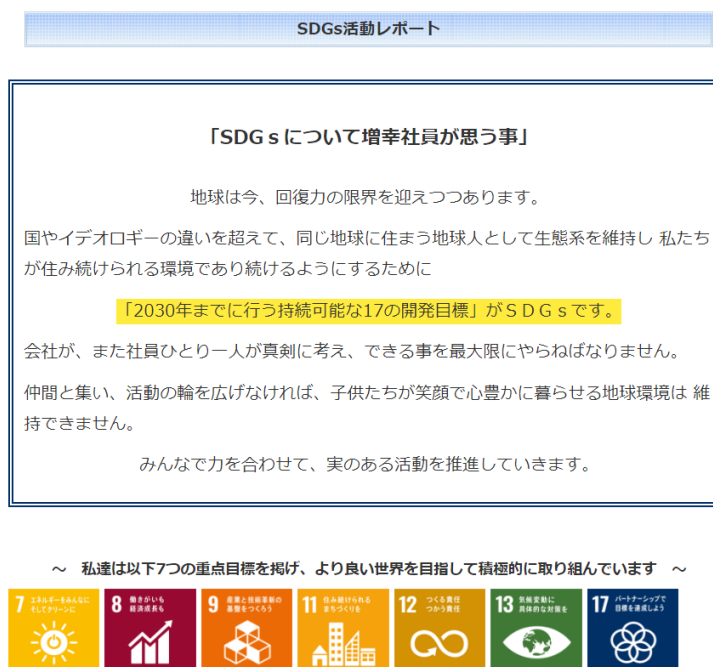 SDGs活動レポート
「SDGｓについて増幸社員が思う事」
地球は今、回復力の限界を迎えつつあります。
国やイデオロギーの違いを超えて、同じ地球に住まう地球人として生態系を維持し 私たち
が住み続けられる環境であり続けるようにするために
「2030年までに行う持続可能な17の開発目標」がＳＤＧｓです。
会社が、また社員ひとり一人が真剣に考え、できる事を最大限にやらねばなりません。
仲間と集い、活動の輪を広げなければ、子供たちが笑顔で心豊かに暮らせる地球環境は 維
持できません。
みんなで力を合わせて、実のある活動を推進していきます。
～ 私達は以下7つの重点目標を掲げ、より良い世界を目指して積極的に取り組んでいます ～
7 エネルギーをみんなに
そしてクリーンに
8 働きがいも
経済成長も
9 産業と技術革新の
基盤をつくろう
11 住み続けられる
まちづくりを
12 つくる責任
つかう責任
13 気候変動に
具体的な対策を
17 パートナーシップで
目標を達成しよう